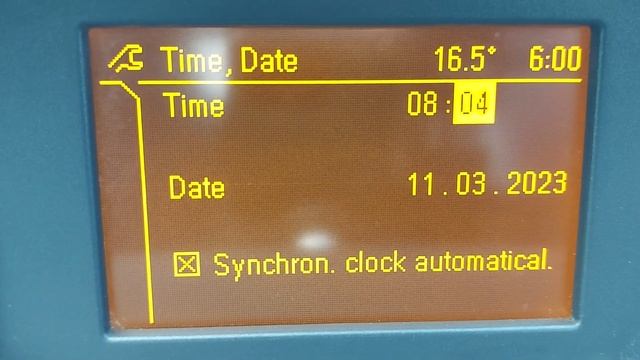 Time, Date 16.5° 6:00
Time 08 : 04
Date 11 . 03 . 2023
Synchron. clock automatical.